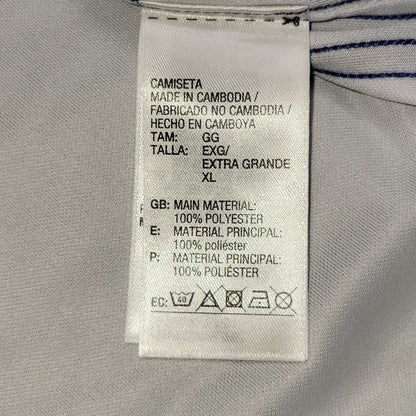 CAMISETA
MADE IN CAMBODIA /
FABRICADO NO CAMBODIA /
HECHO EN CAMBOYA
TAM: GG
TALLA: EXG/
EXTRA GRANDE
XL
GB: MAIN MATERIAL:
100% POLYESTER
E: MATERIAL PRINCIPAL:
100% poliéster
P: MATERIAL PRINCIPAL:
100% POLIÉSTER
EC: 40